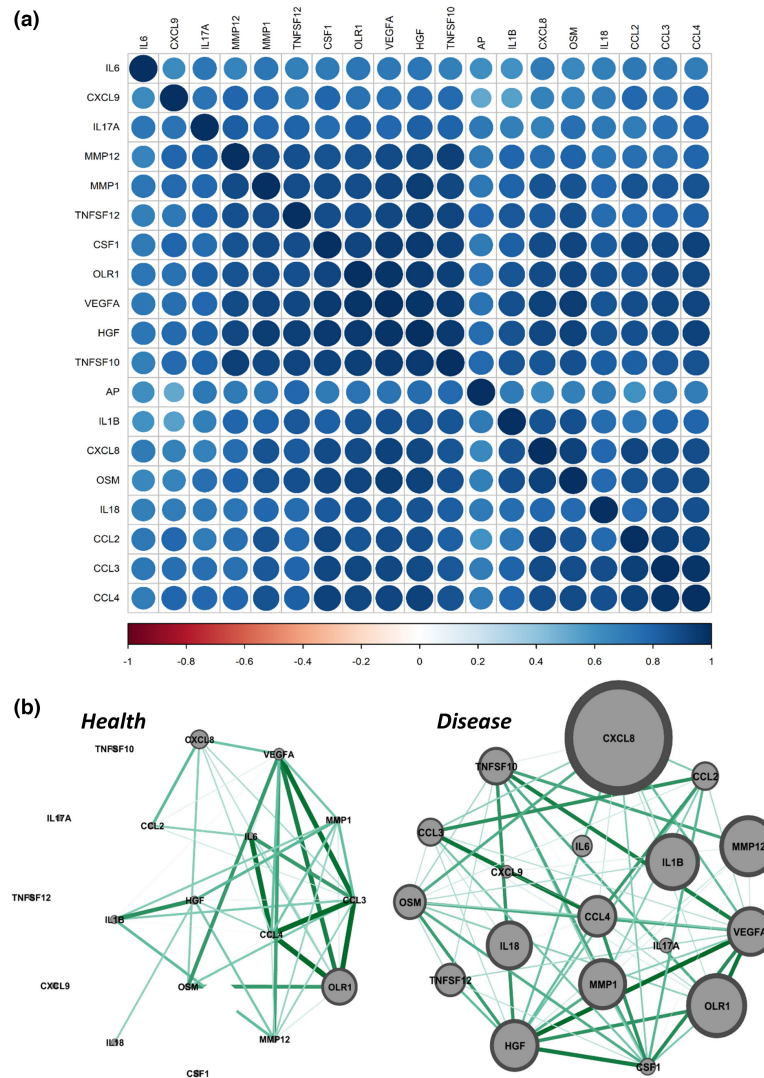 (a)
IL6 CXCL9 IL17A MMP12 MMP1 TNFSF12 CSF1 OLR1 VEGFA HGF TNFSF10 AP IL1B CXCL8 OSM IL18 CCL2 CCL3 CCL4
IL6
CXCL9
IL17A
MMP12
MMP1
TNFSF12
CSF1
OLR1
VEGFA
HGF
TNFSF10
AP
IL1B
CXCL8
OSM
IL18
CCL2
CCL3
CCL4
-1 -0.8 -0.6 -0.4 -0.2 0 0.2 0.4 0.6 0.8 1
(b)
Health
CXCL8
TNFSF10
VEGFA
IL17A
CCL2
MMP1
IL6
TNFSF12
HGF
CCL3
IL1B
CCL4
CXCL9
OSM
OLR1
IL18
MMP12
CSF1
Disease
CXCL8
TNFSF10
CCL2
CCL3
IL6
MMP12
CXCL9
IL1B
OSM
CCL4
VEGFA
IL18
IL17A
TNFSF12
MMP1
OLR1
HGF
CSF1